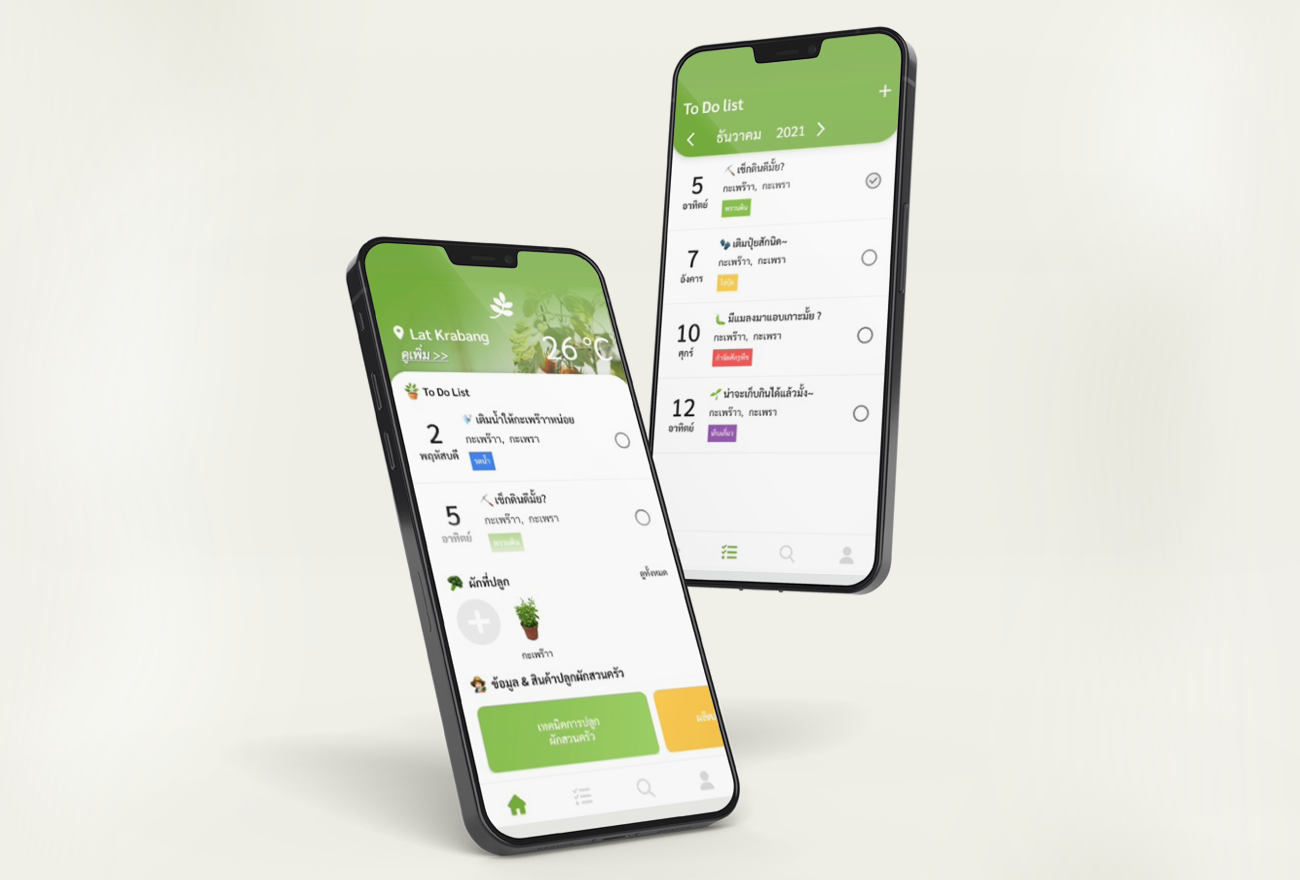 To Do list
ธันวาคม 2021
5
อาทิตย์
เช็กดินดีมั้ย?
กะเพร๊าว, กะเพรา
พรวนดิน
7
อังคาร
เติมปุ๋ยสักนิด~
กะเพร๊าว, กะเพรา
ใส่ปุ๋ย
10
ศุกร์
มีแมลงมาแอบเกาะมั้ย ?
กะเพร๊าว, กะเพรา
กำจัดศัตรูพืช
12
อาทิตย์
น่าจะเก็บกินได้แล้วมั้ง~
กะเพร๊าว, กะเพรา
เก็บเกี่ยว
Lat Krabang
ดูเพิ่ม >>
26 °C
To Do List
2
พฤหัสบดี
เติมน้ำให้กะเพร๊าวหน่อย
กะเพร๊าว, กะเพรา
รดน้ำ
5
อาทิตย์
เช็กดินดีมั้ย?
กะเพร๊าว, กะเพรา
พรวนดิน
ผักที่ปลูก
ดูทั้งหมด
กะเพร๊าว
ข้อมูล & สินค้าปลูกผักสวนครัว
เทคนิคการปลูก
ผักสวนครัว